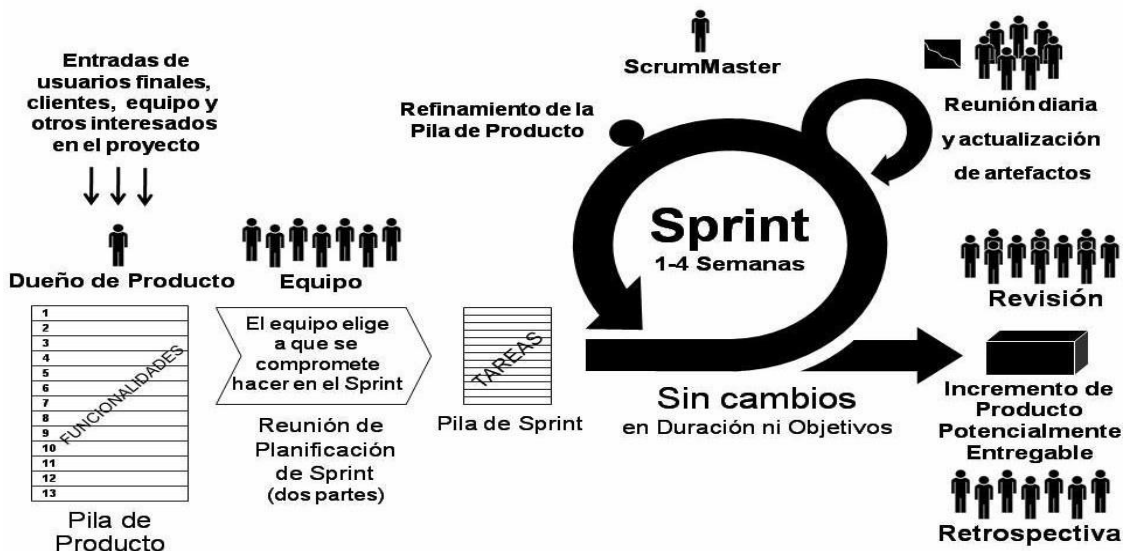 Entradas de
usuarios finales,
clientes, equipo y
otros interesados
en el proyecto
Dueño de Producto
1
2
3
4
5
6
7
8
9
10
11
12
13
FUNCIONALIDADES
Pila de
Producto
Equipo
El equipo elige
a que se
compromete
hacer en el Sprint
Reunión de
Planificación
de Sprint
(dos partes)
TAREAS
Pila de Sprint
ScrumMaster
Refinamiento de la
Pila de Producto
Sprint
1-4 Semanas
Sin cambios
en Duración ni Objetivos
Reunión diaria
y actualización
de artefactos
Revisión
Incremento de
Producto
Potencialmente
Entregable
Retrospectiva